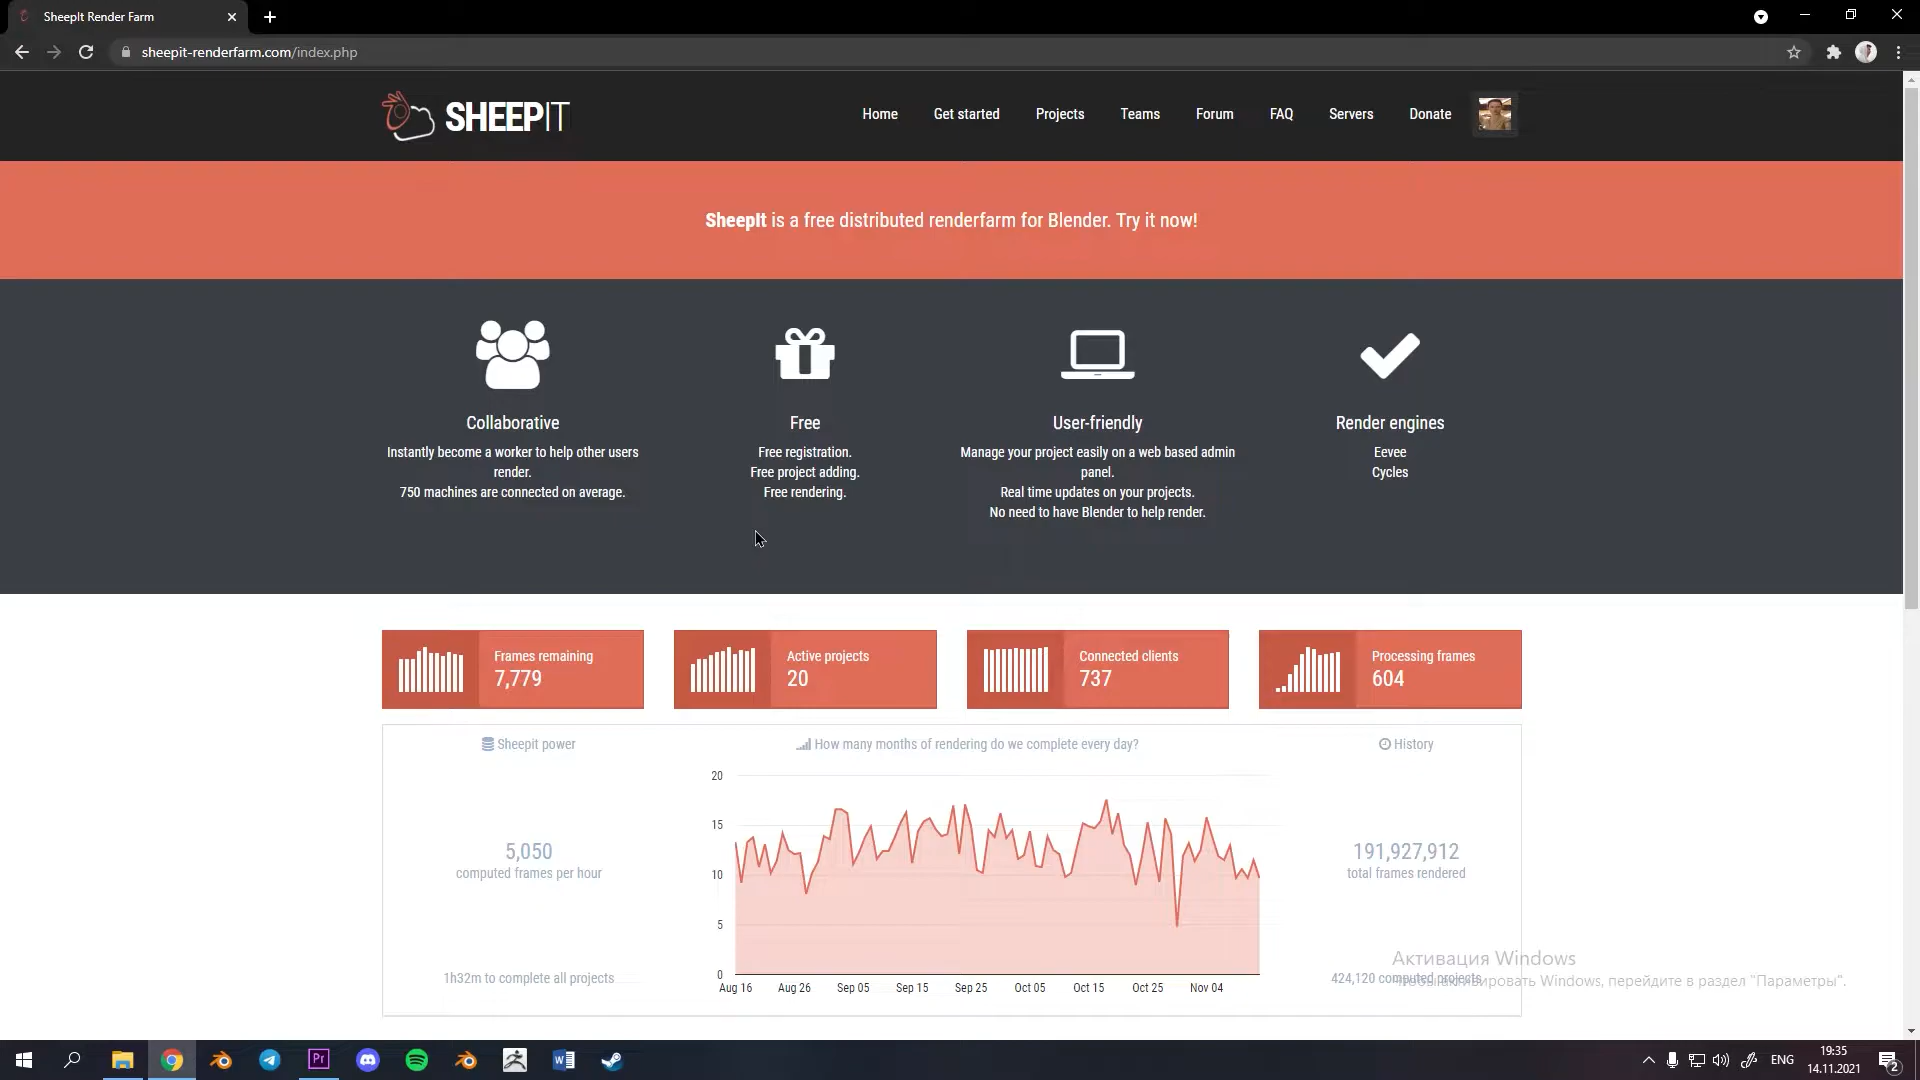 SheepIt Render Farm
sheepit-renderfarm.com/index.php
SHEEPIT
Home Get started Projects Teams Forum FAQ Servers Donate
SheepIt is a free distributed renderfarm for Blender. Try it now!
Collaborative
Instantly become a worker to help other users
render.
750 machines are connected on average.
Free
Free registration.
Free project adding.
Free rendering.
User-friendly
Manage your project easily on a web based admin
panel.
Real time updates on your projects.
No need to have Blender to help render.
Render engines
Eevee
Cycles
Frames remaining
7,779
Active projects
20
Connected clients
737
Processing frames
604
Sheepit power
5,050
computed frames per hour
1h32m to complete all projects
How many months of rendering do we complete every day?
20
15
10
5
0
Aug 16 Aug 26 Sep 05 Sep 15 Sep 25 Oct 05 Oct 15 Oct 25 Nov 04
History
191,927,912
total frames rendered
424,120 computed projects
Активация Windows
Чтобы активировать Windows, перейдите в раздел "Параметры".
Pr
ENG
19:35
14.11.2021
2